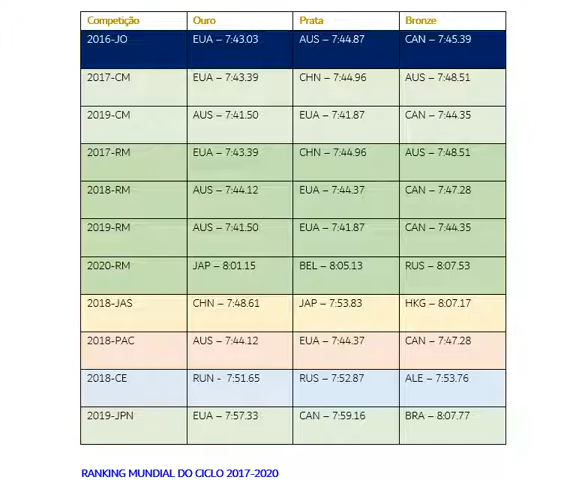 Competição Ouro Prata Bronze
2016-JO EUA – 7:43.03 AUS – 7:44.87 CAN – 7:45.39
2017-CM EUA – 7:43.39 CHN – 7:44.96 AUS – 7:48.51
2019-CM AUS – 7:41.50 EUA – 7:41.87 CAN – 7:44.35
2017-RM EUA – 7:43.39 CHN – 7:44.96 AUS – 7:48.51
2018-RM AUS – 7:44.12 EUA – 7:44.37 CAN – 7:47.28
2019-RM AUS – 7:41.50 EUA – 7:41.87 CAN – 7:44.35
2020-RM JAP – 8:01.15 BEL – 8:05.13 RUS – 8:07.53
2018-JAS CHN – 7:48.61 JAP – 7:53.83 HKG – 8:07.17
2018-PAC AUS – 7:44.12 EUA – 7:44.37 CAN – 7:47.28
2018-CE RUN - 7:51.65 RUS – 7:52.87 ALE – 7:53.76
2019-JPN EUA – 7:57.33 CAN – 7:59.16 BRA – 8:07.77
RANKING MUNDIAL DO CICLO 2017-2020